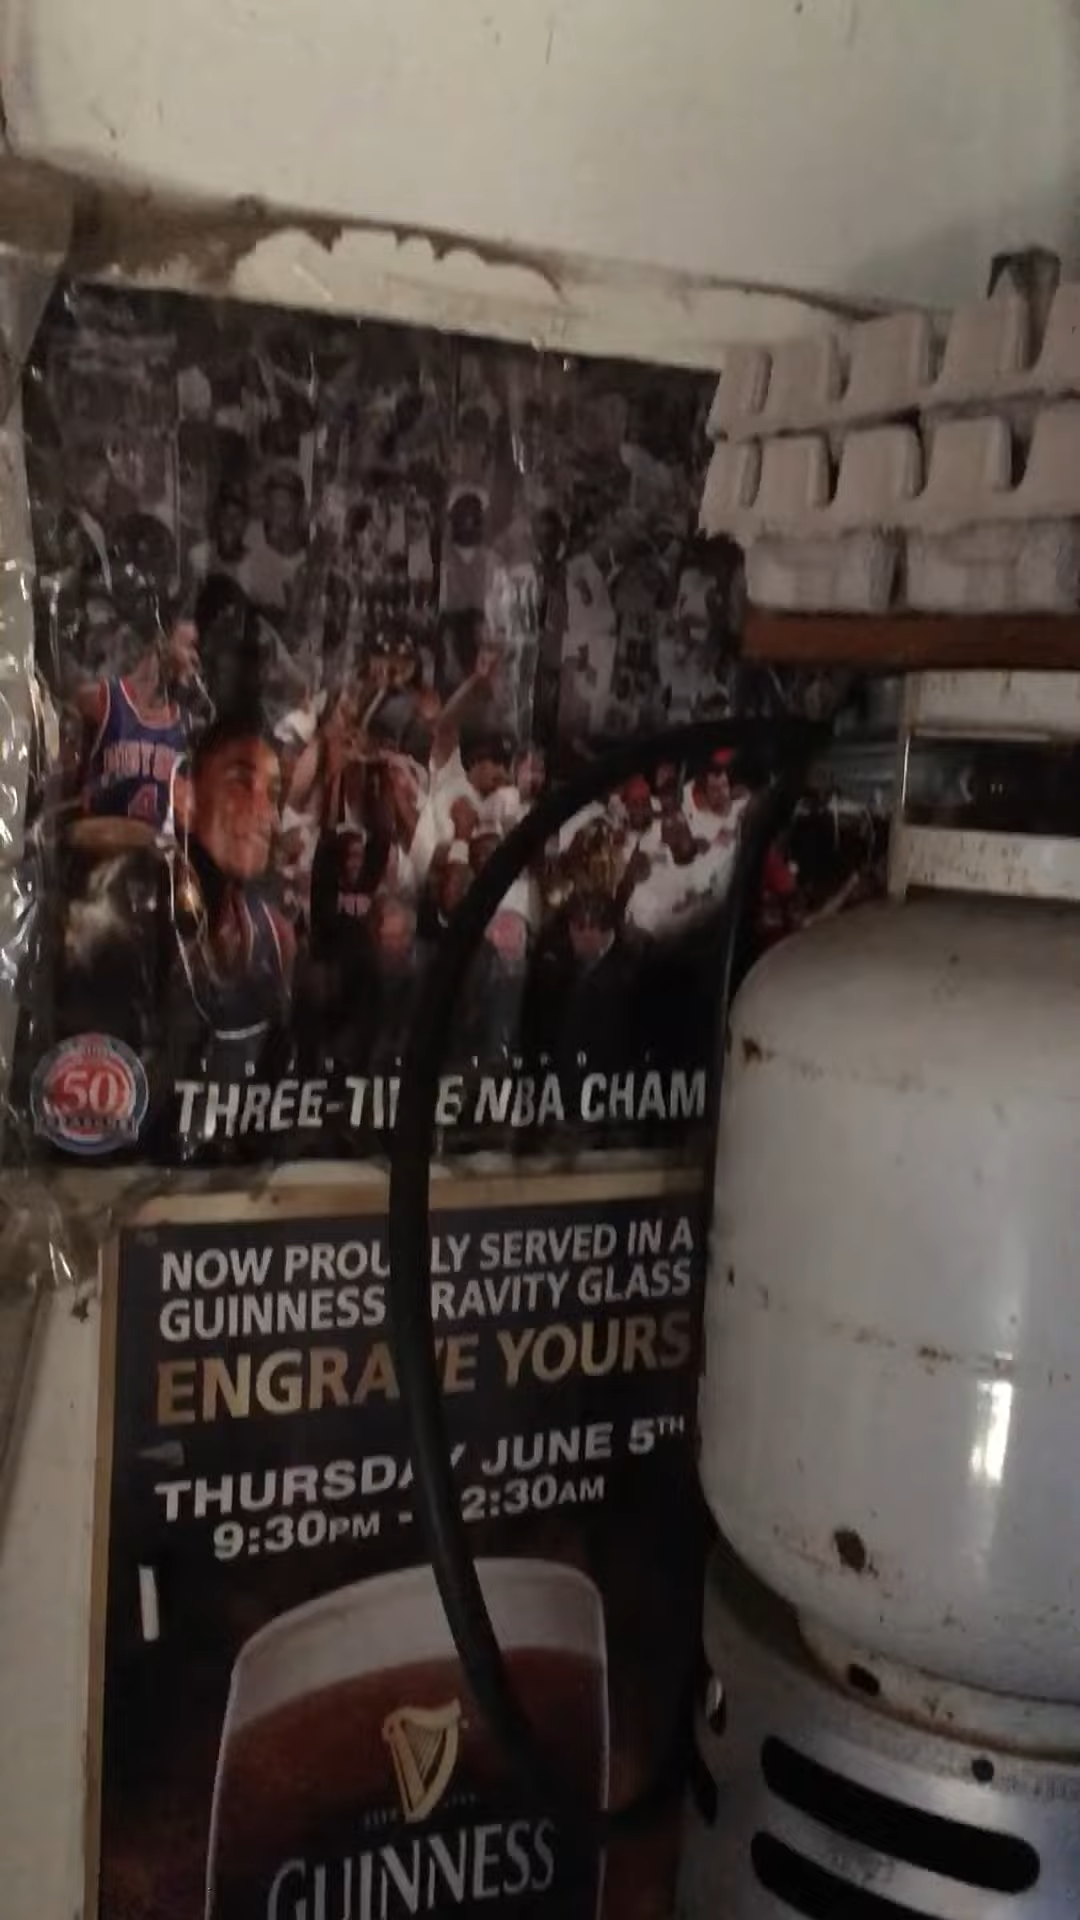 50
THREE-TI E NBA CHAM
NOW PROU LY SERVED IN A
GUINNESS RAVITY GLASS
ENGRA E YOURS
THURSDAY JUNE 5TH
9:30PM - 2:30AM
GUINNESS